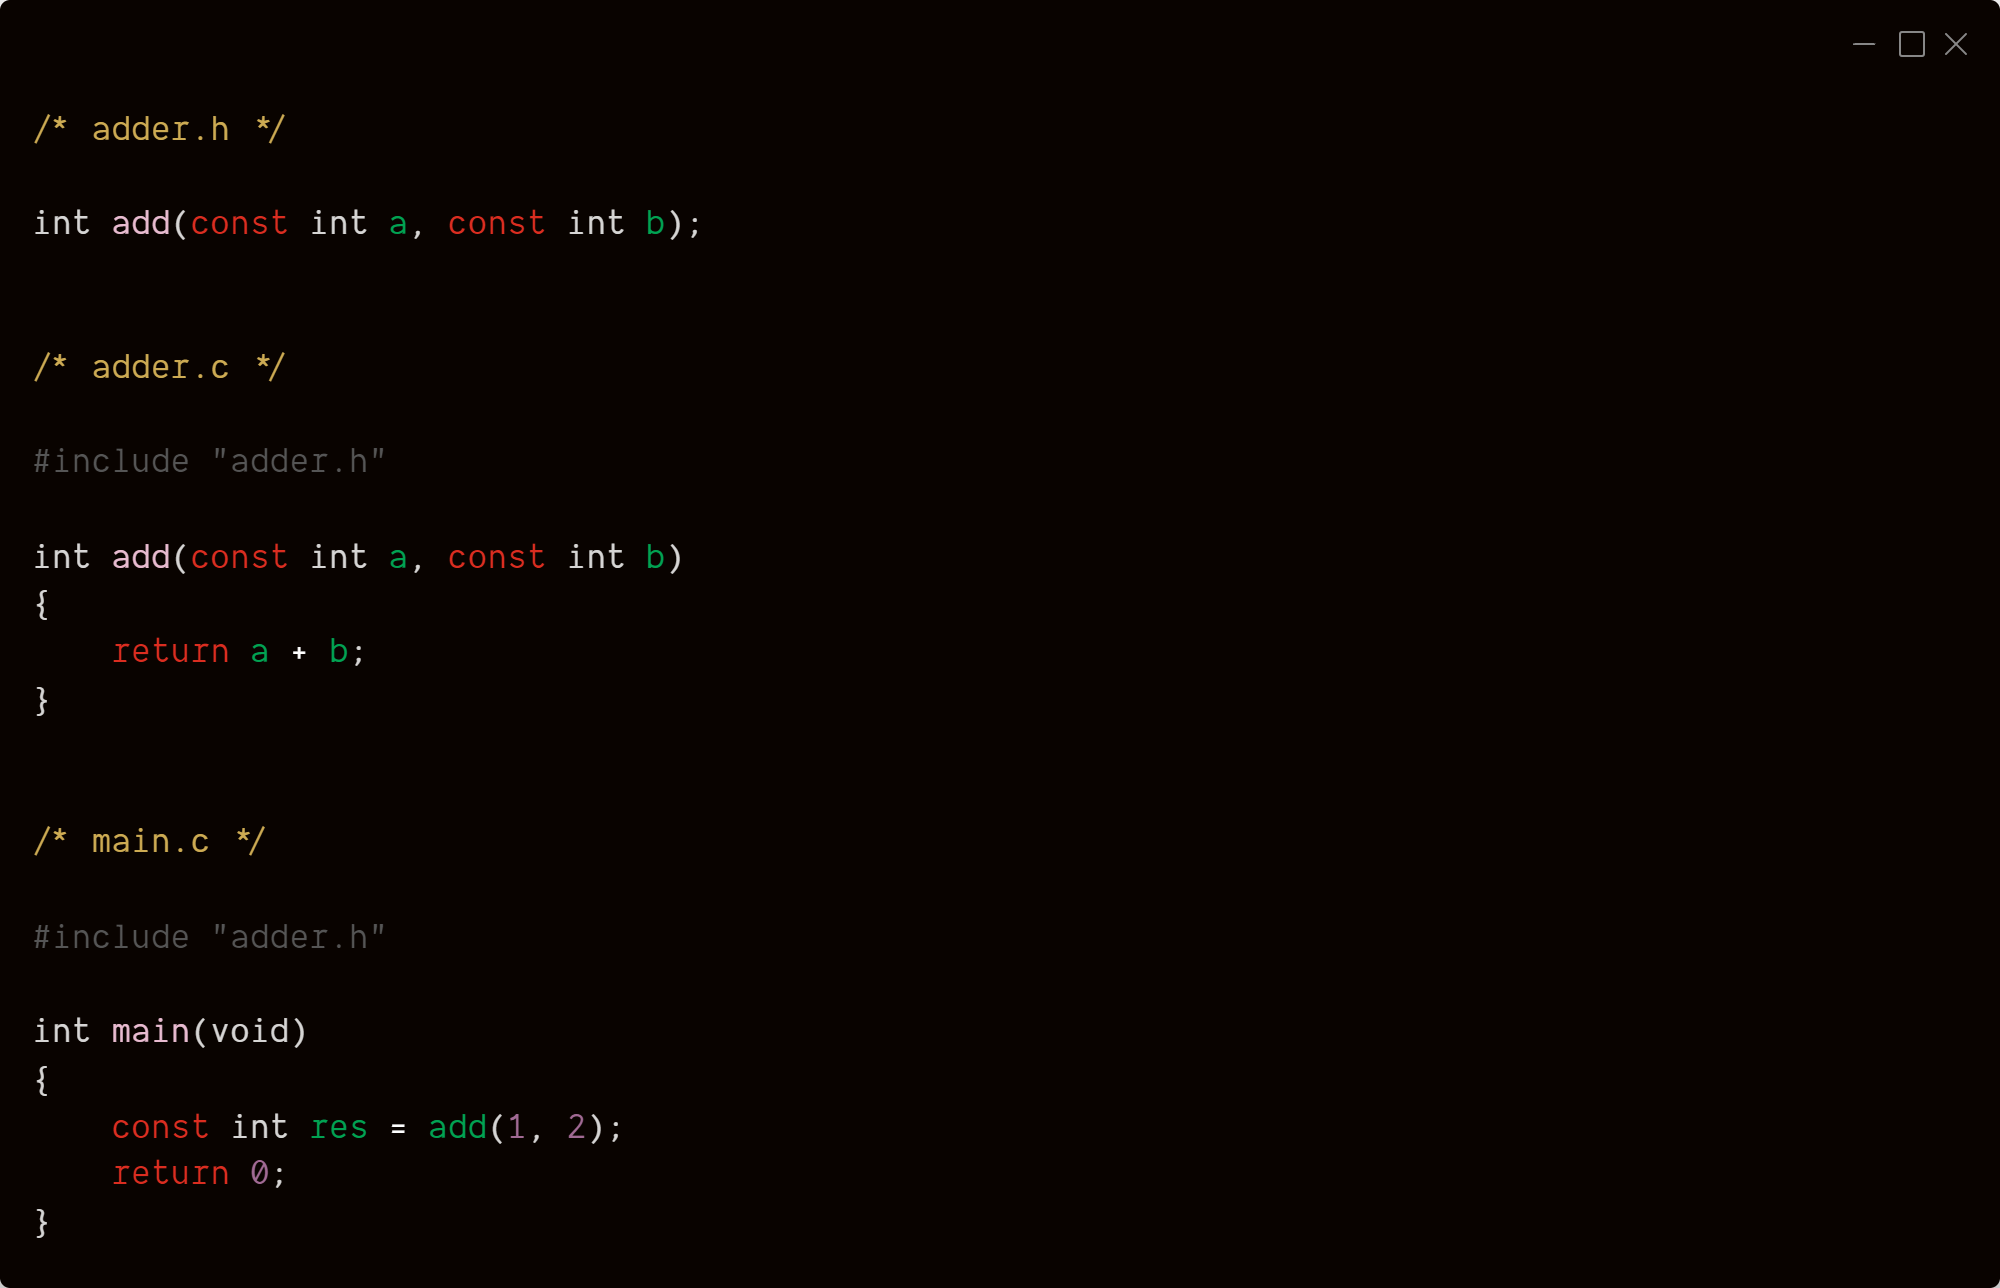 /* adder.h */
int add(const int a, const int b);
/* adder.c */
#include "adder.h"
int add(const int a, const int b)
{
    return a + b;
}
/* main.c */
#include "adder.h"
int main(void)
{
    const int res = add(1, 2);
    return 0;
}